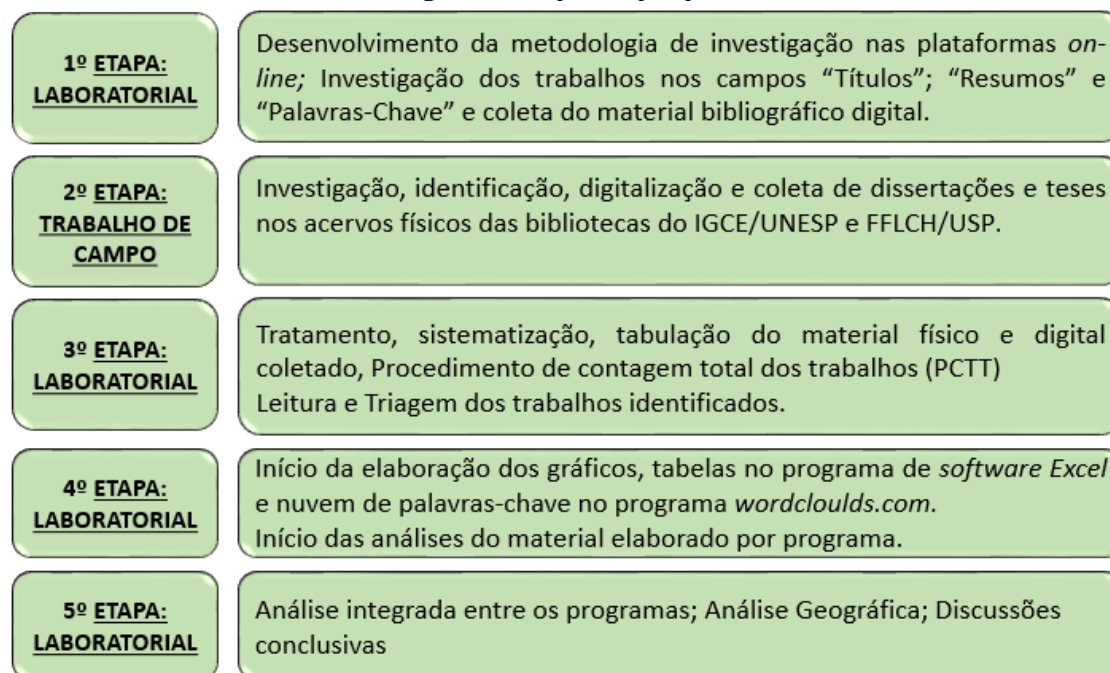 1º ETAPA:
LABORATORIAL
Desenvolvimento da metodologia de investigação nas plataformas on-
line; Investigação dos trabalhos nos campos “Títulos”; “Resumos” e
“Palavras-Chave” e coleta do material bibliográfico digital.
2º ETAPA:
TRABALHO DE
CAMPO
Investigação, identificação, digitalização e coleta de dissertações e teses
nos acervos físicos das bibliotecas do IGCE/UNESP e FFLCH/USP.
3º ETAPA:
LABORATORIAL
Tratamento, sistematização, tabulação do material físico e digital
coletado, Procedimento de contagem total dos trabalhos (PCTT)
Leitura e Triagem dos trabalhos identificados.
4º ETAPA:
LABORATORIAL
Início da elaboração dos gráficos, tabelas no programa de software Excel
e nuvem de palavras-chave no programa wordcloulds.com.
Início das análises do material elaborado por programa.
5º ETAPA:
LABORATORIAL
Análise integrada entre os programas; Análise Geográfica; Discussões
conclusivas